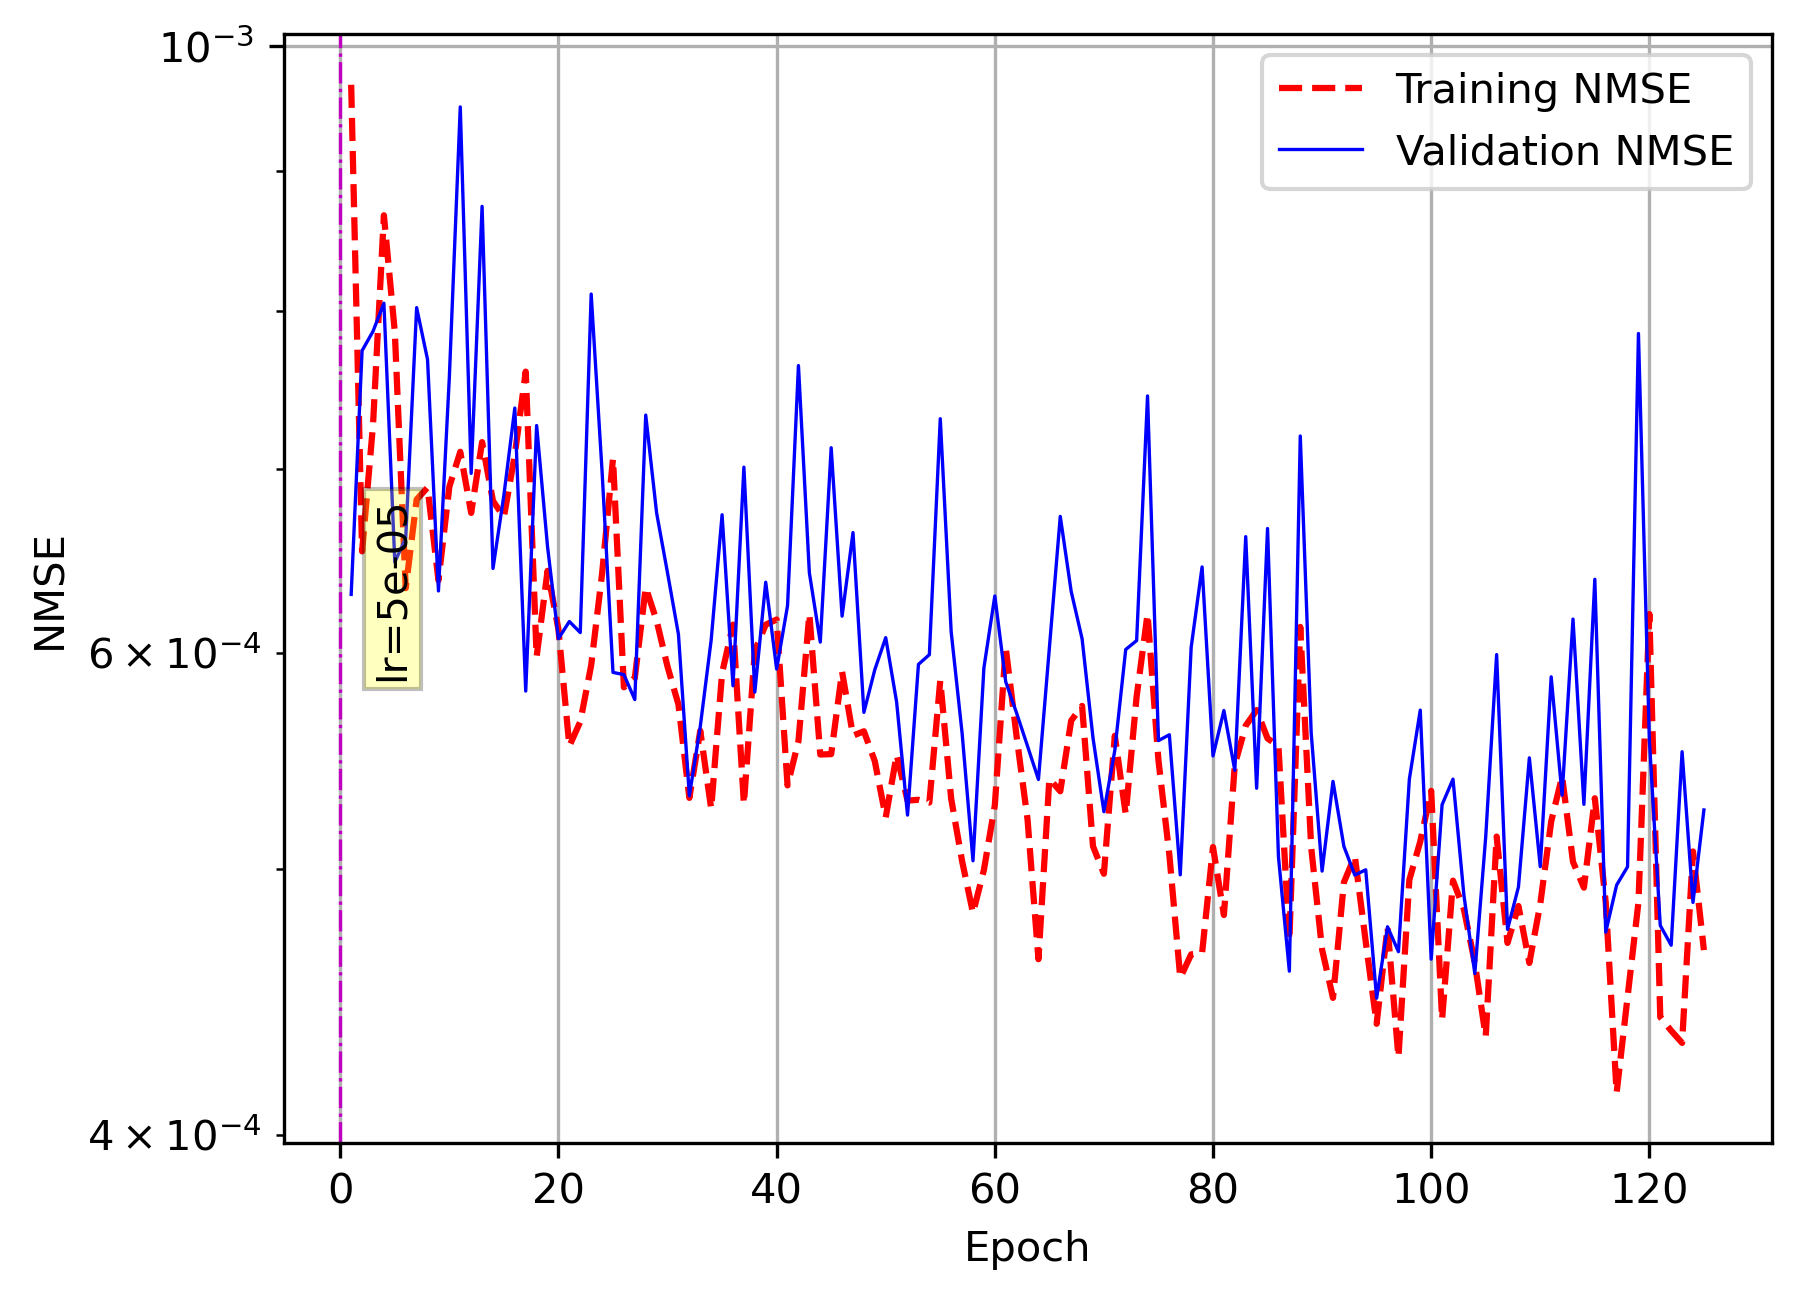 10⁻³
6 × 10⁻⁴
4 × 10⁻⁴
NMSE
lr=5e-05
Training NMSE
Validation NMSE
0 20 40 60 80 100 120
Epoch